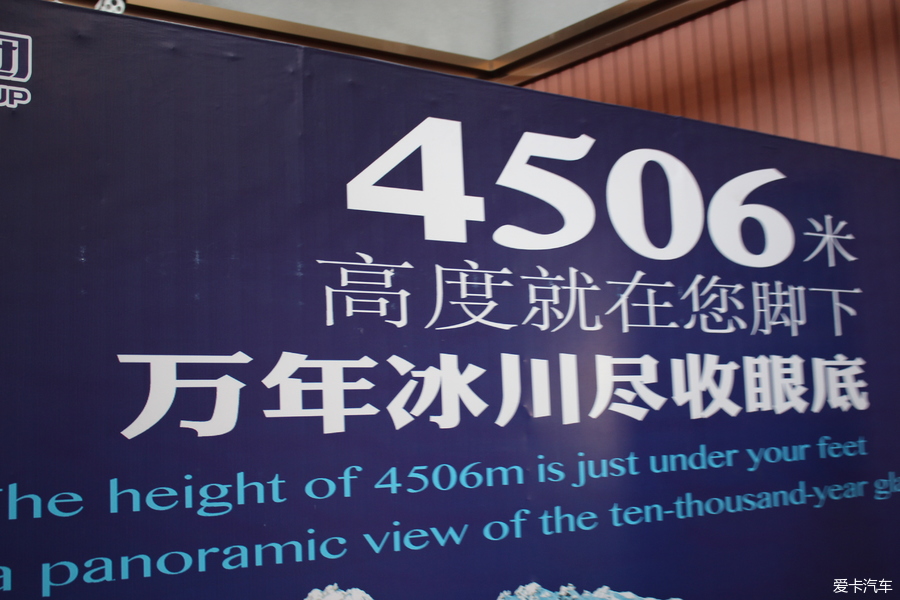 团
UP
4506米
高度就在您脚下
万年冰川尽收眼底
The height of 4506m is just under your feet
a panoramic view of the ten-thousand-year
爱卡汽车